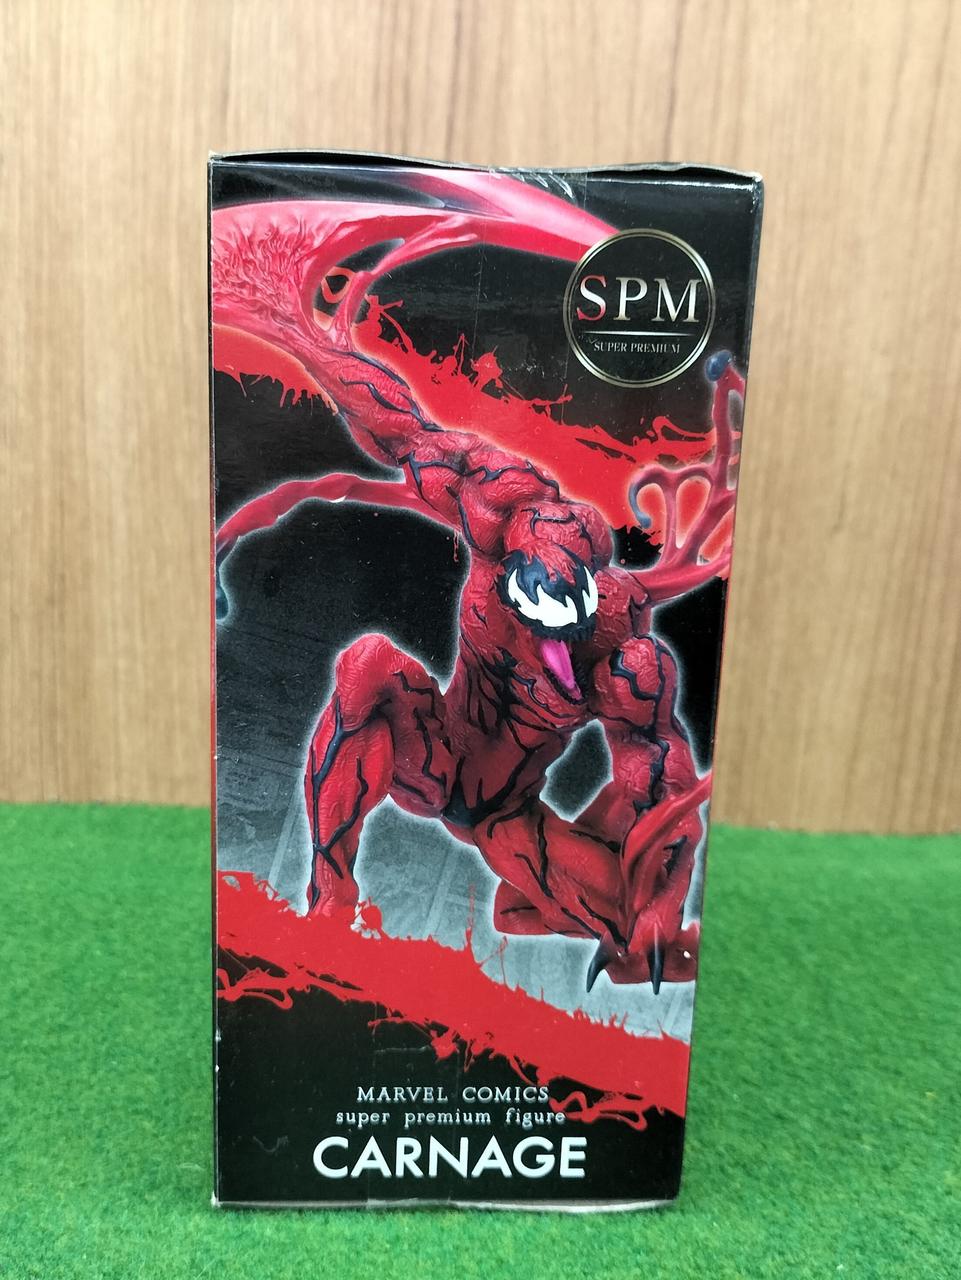 SPM
SUPER PREMIUM
MARVEL COMICS
super premium figure
CARNAGE